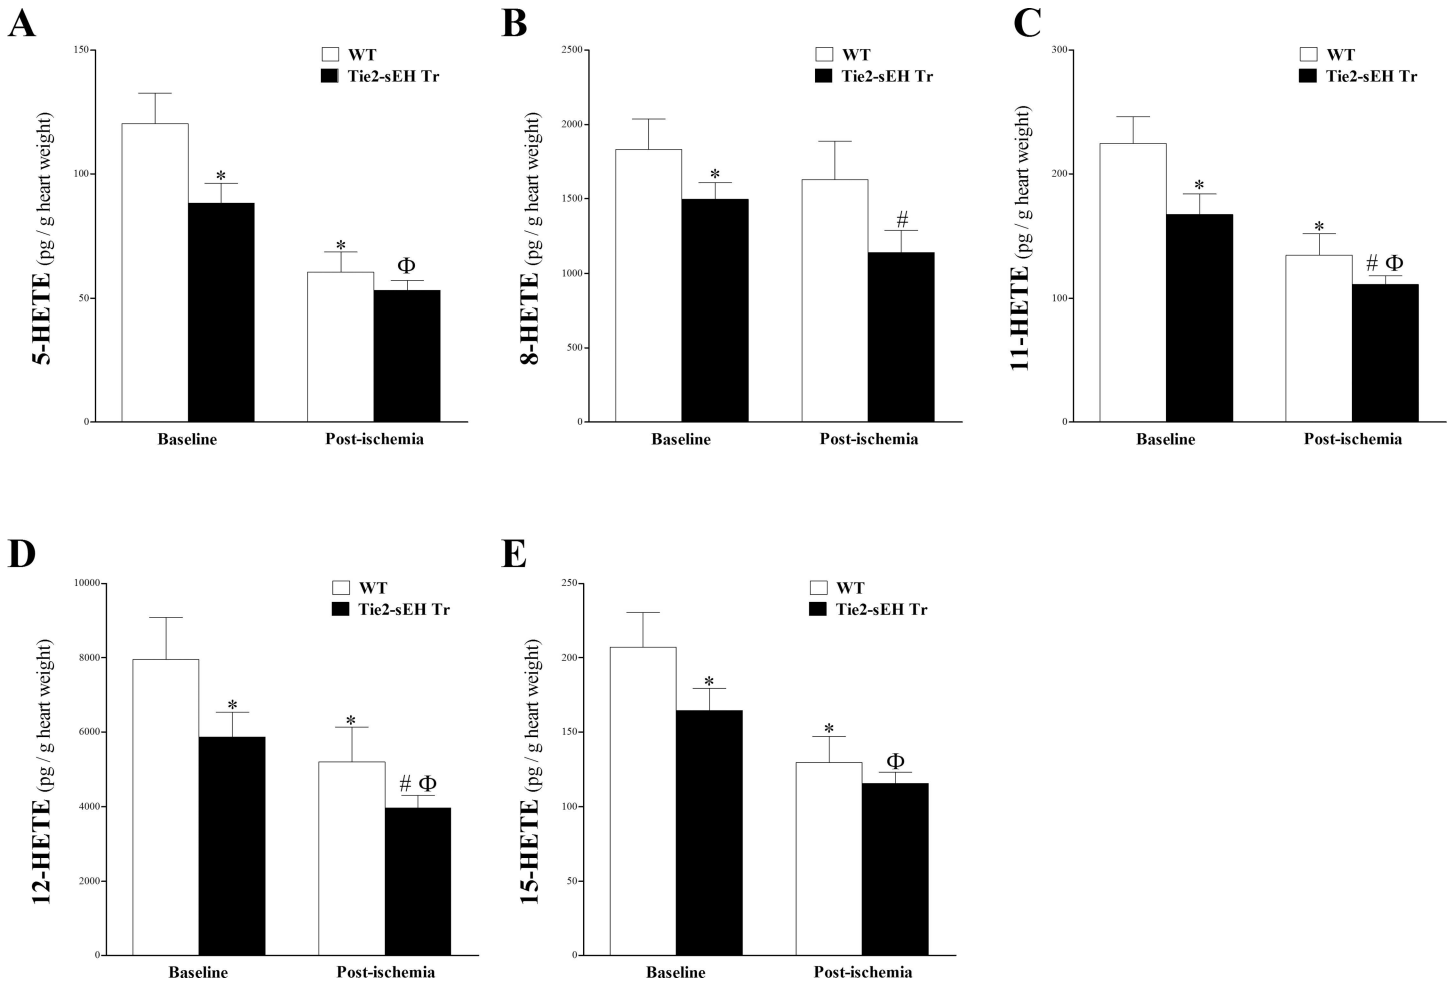 A
5-HETE (pg / g heart weight)
150
100
50
0
WT
Tie2-sEH Tr
*
*
Φ
Baseline
Post-ischemia
B
8-HETE (pg / g heart weight)
2500
2000
1500
1000
500
0
WT
Tie2-sEH Tr
*
#
Baseline
Post-ischemia
C
11-HETE (pg / g heart weight)
300
200
100
0
WT
Tie2-sEH Tr
*
*
# Φ
Baseline
Post-ischemia
D
12-HETE (pg / g heart weight)
10000
8000
6000
4000
2000
0
WT
Tie2-sEH Tr
*
*
# Φ
Baseline
Post-ischemia
E
15-HETE (pg / g heart weight)
250
200
150
100
50
0
WT
Tie2-sEH Tr
*
*
Φ
Baseline
Post-ischemia